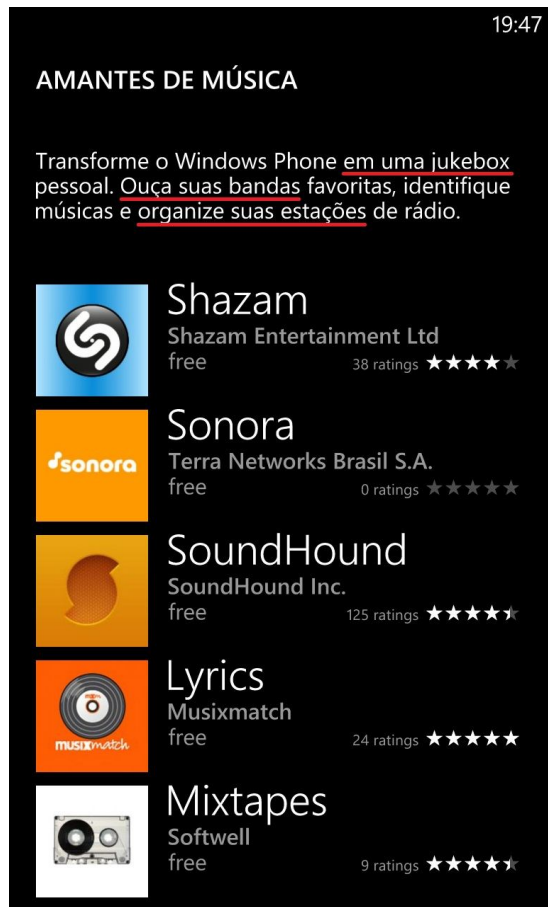 19:47
AMANTES DE MÚSICA
Transforme o Windows Phone em uma jukebox
pessoal. Ouça suas bandas favoritas, identifique
músicas e organize suas estações de rádio.
Shazam
Shazam Entertainment Ltd
free
38 ratings
sonora
Sonora
Terra Networks Brasil S.A.
free
0 ratings
SoundHound
SoundHound Inc.
free
125 ratings
musixmatch
Lyrics
Musixmatch
free
24 ratings
Mixtapes
Softwell
free
9 ratings